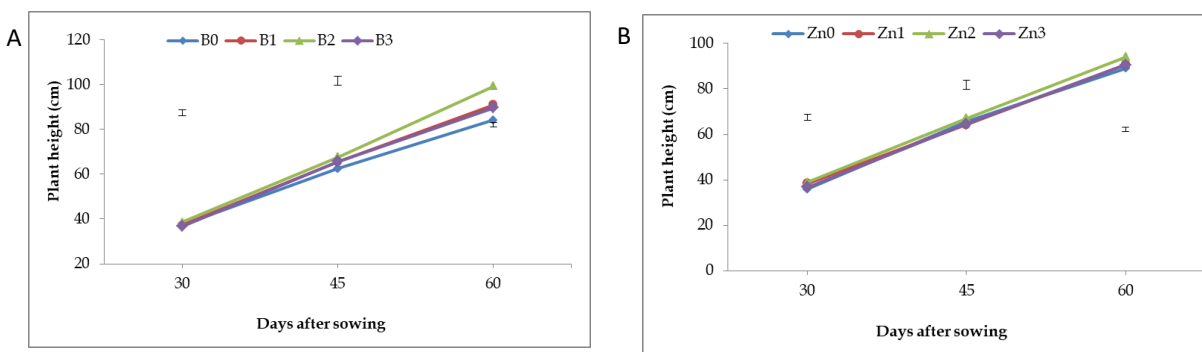 A
B0 B1 B2 B3
120
100
80
60
40
20
Plant height (cm)
30 45 60
Days after sowing
B
Zn0 Zn1 Zn2 Zn3
100
80
60
40
20
0
Plant height (cm)
30 45 60
Days after sowing